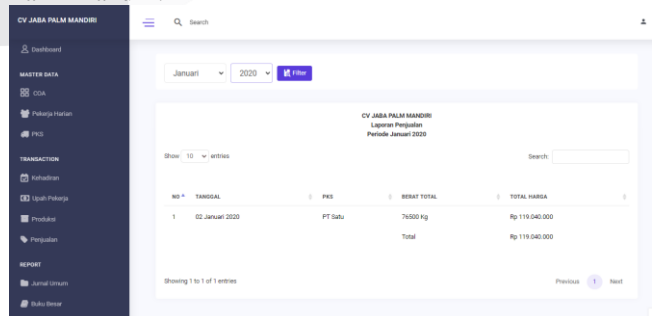 CV JABA PALM MANDIRI
Search
Dashboard
MASTER DATA
COA
Pekerja Harian
PKS
TRANSACTION
Kehadiran
Upah Pekerja
Produksi
Penjualan
REPORT
Jurnal Umum
Buku Besar
Januari 2020 Filter
CV JABA PALM MANDIRI
Laporan Penjualan
Periode Januari 2020
Show 10 entries Search:
NO TANGGAL PKS BERAT TOTAL TOTAL HARGA
1 02 Januari 2020 PT Satu 76500 Kg Rp 119.040.000
Total Rp 119.040.000
Showing 1 to 1 of 1 entries Previous 1 Next